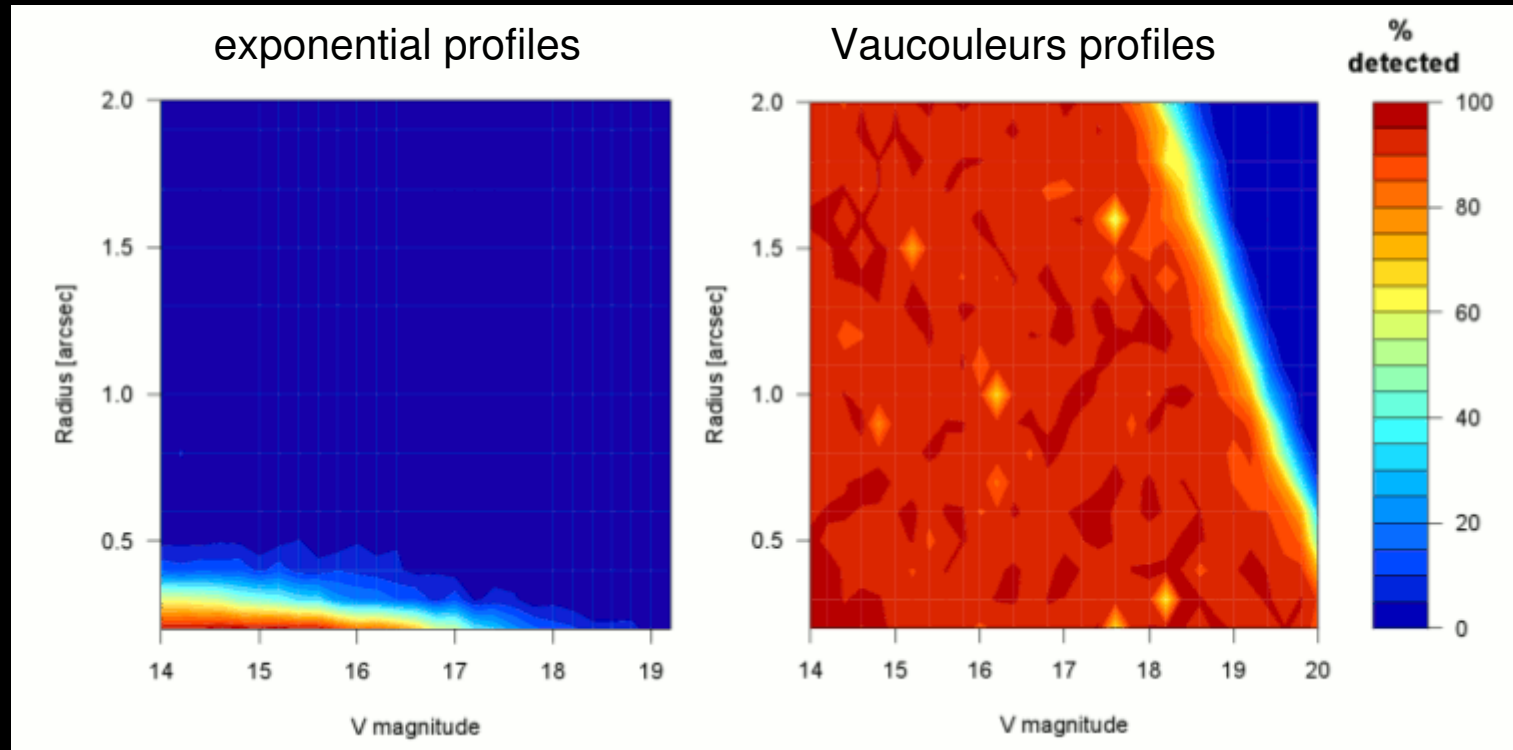 exponential profiles
Vaucouleurs profiles
%
detected
2.0
1.5
1.0
0.5
Radius [arcsec]
14 15 16 17 18 19
V magnitude
2.0
1.5
1.0
0.5
Radius [arcsec]
14 15 16 17 18 19 20
V magnitude
100
80
60
40
20
0